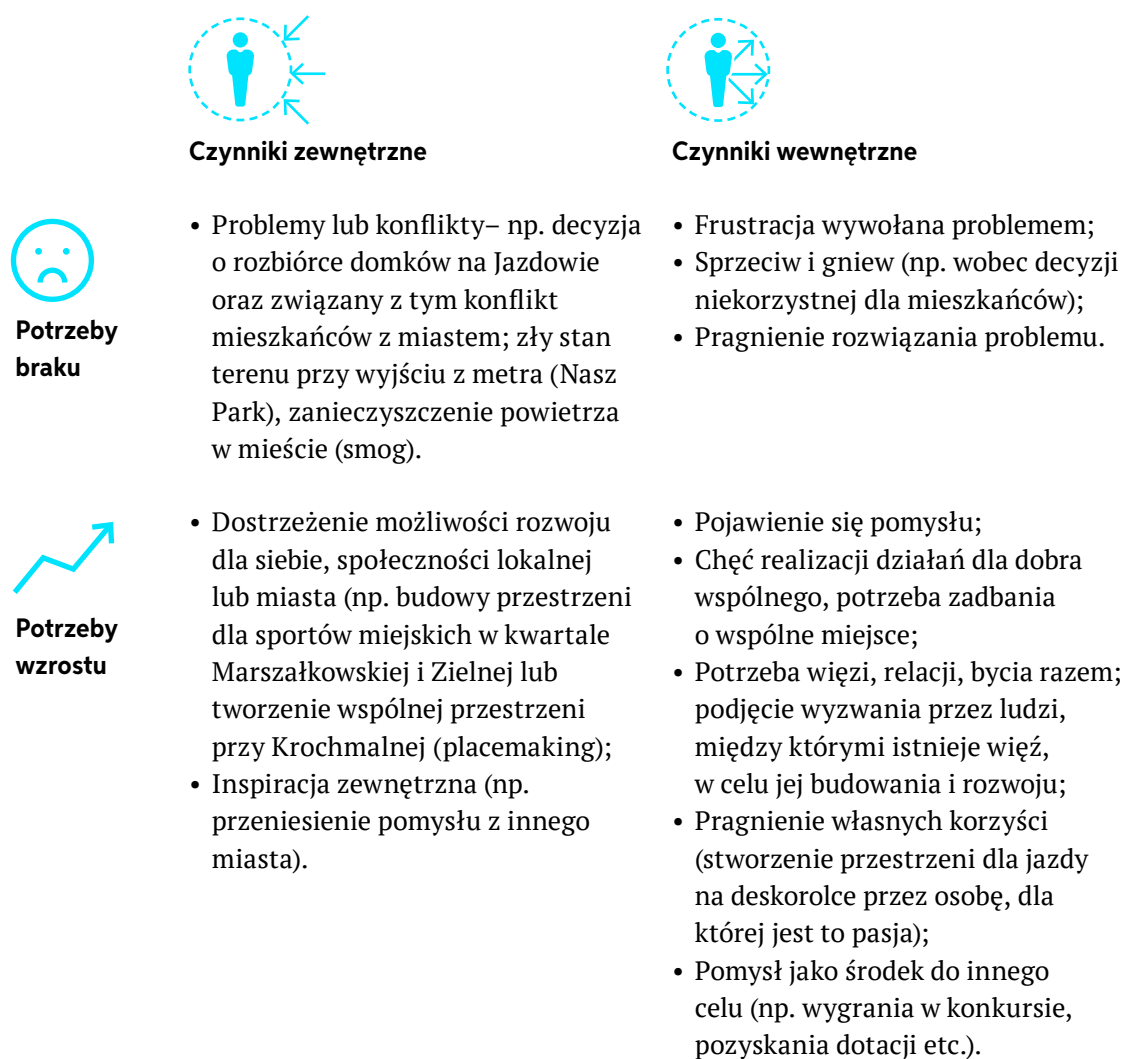 Czynniki zewnętrzne
Czynniki wewnętrzne
Potrzeby
braku
• Problemy lub konflikty– np. decyzja
o rozbiórce domków na Jazdowie
oraz związany z tym konflikt
mieszkańców z miastem; zły stan
terenu przy wyjściu z metra (Nasz
Park), zanieczyszczenie powietrza
w mieście (smog).
• Frustracja wywołana problemem;
• Sprzeciw i gniew (np. wobec decyzji
niekorzystnej dla mieszkańców);
• Pragnienie rozwiązania problemu.
Potrzeby
wzrostu
• Dostrzeżenie możliwości rozwoju
dla siebie, społeczności lokalnej
lub miasta (np. budowy przestrzeni
dla sportów miejskich w kwartale
Marszałkowskiej i Zielnej lub
tworzenie wspólnej przestrzeni
przy Krochmalnej (placemaking);
• Inspiracja zewnętrzna (np.
przeniesienie pomysłu z innego
miasta).
• Pojawienie się pomysłu;
• Chęć realizacji działań dla dobra
wspólnego, potrzeba zadbania
o wspólne miejsce;
• Potrzeba więzi, relacji, bycia razem;
podjęcie wyzwania przez ludzi,
między którymi istnieje więź,
w celu jej budowania i rozwoju;
• Pragnienie własnych korzyści
(stworzenie przestrzeni dla jazdy
na deskorolce przez osobę, dla
której jest to pasja);
• Pomysł jako środek do innego
celu (np. wygrania w konkursie,
pozyskania dotacji etc.).